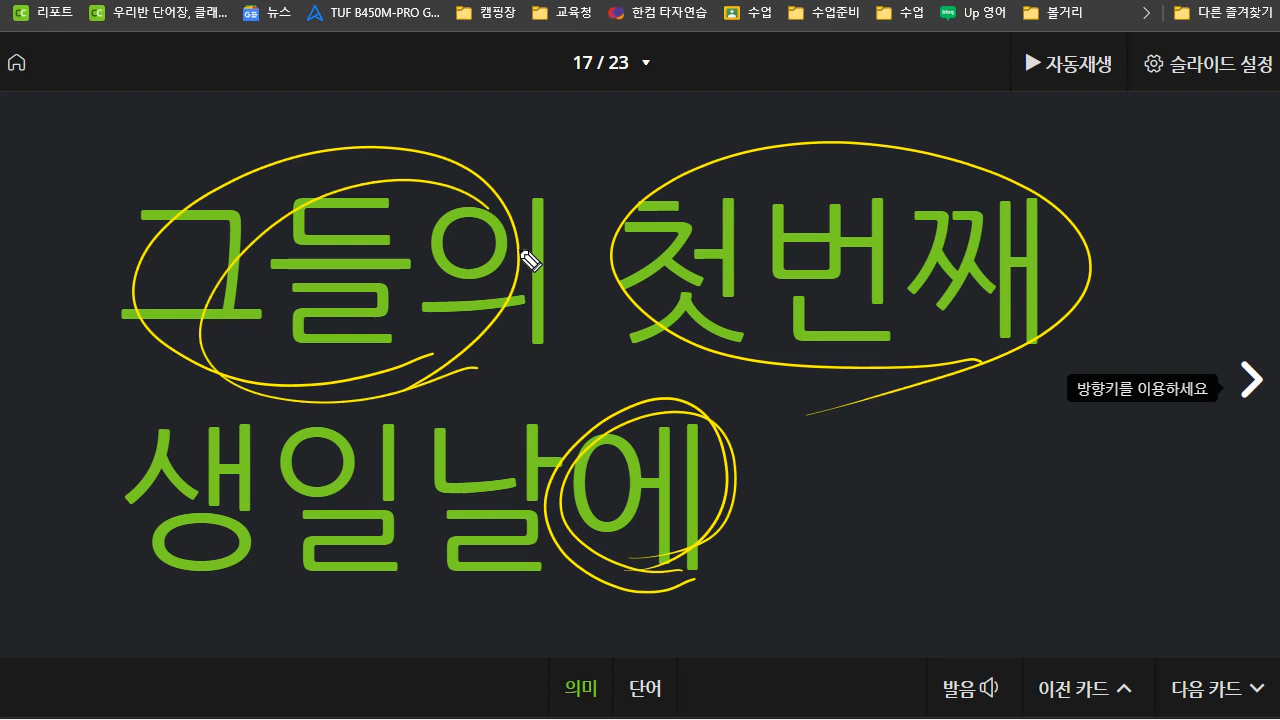 리포트 우리반 단어장, 클래... 뉴스 TUF B450M-PRO G... 캠핑장 교육청 한컴 타자연습 수업 수업준비 수업 Up 영어 볼거리 다른 즐겨찾기
17 / 23 자동재생 슬라이드 설정
그들의 첫번째
방향키를 이용하세요
생일날에
의미 단어 발음 이전 카드 다음 카드